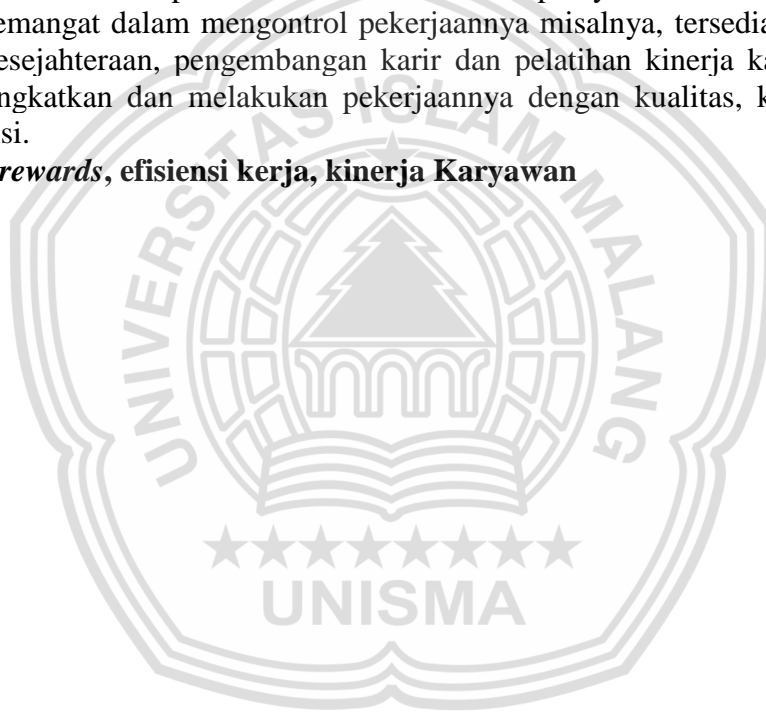 emangat dalam mengontrol pekerjaannya misalnya, tersedia
esejahteraan, pengembangan karir dan pelatihan kinerja ka
ngkatkan dan melakukan pekerjaannya dengan kualitas, k
si.
rewards, efisiensi kerja, kinerja Karyawan
UNIVERSITAS ISLAM MALANG
UNISMA